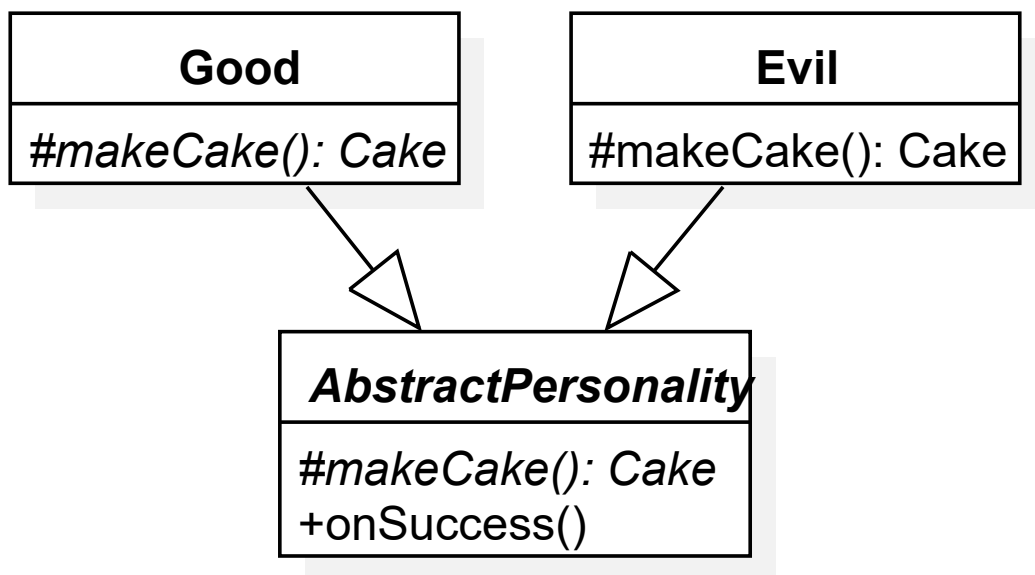 Good
#makeCake(): Cake
Evil
#makeCake(): Cake
AbstractPersonality
#makeCake(): Cake
+onSuccess()